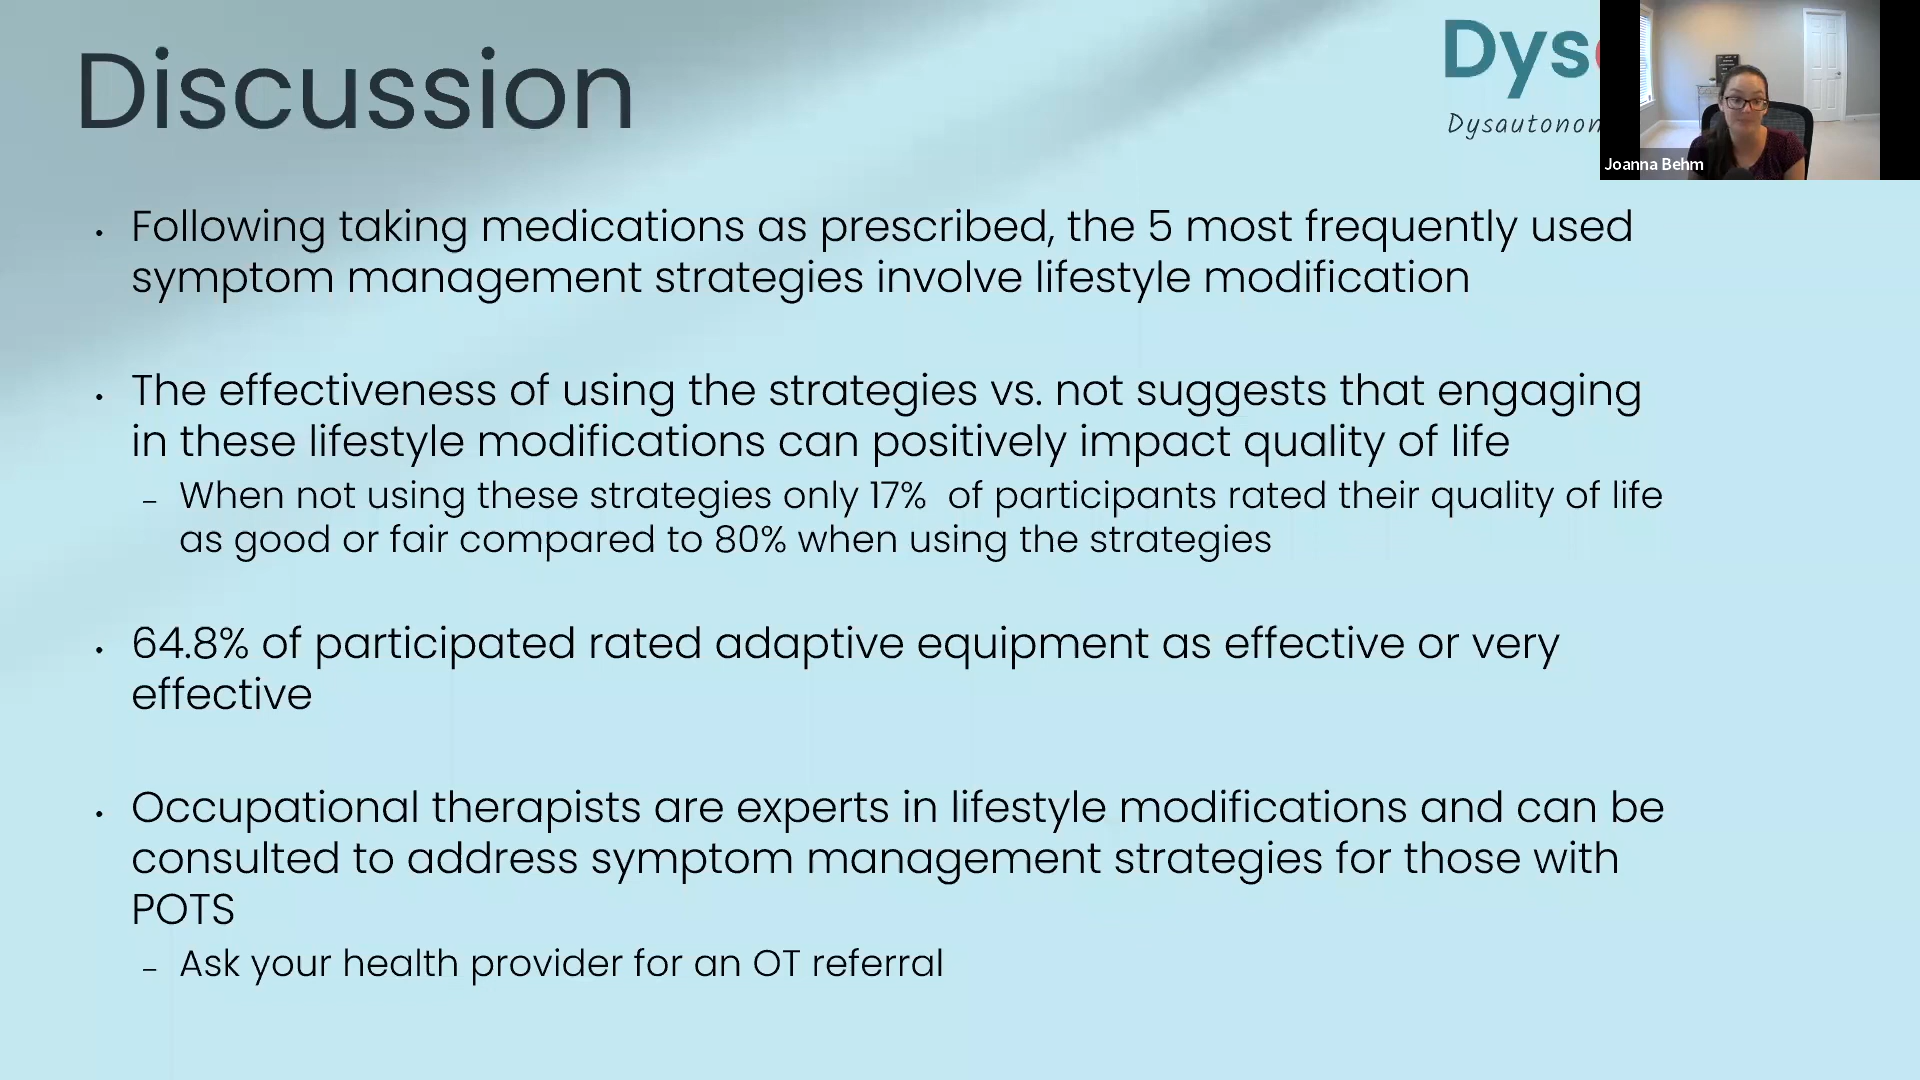 Discussion
Dys
Dysautonom
Joanna Behm
• Following taking medications as prescribed, the 5 most frequently used
symptom management strategies involve lifestyle modification
• The effectiveness of using the strategies vs. not suggests that engaging
in these lifestyle modifications can positively impact quality of life
– When not using these strategies only 17% of participants rated their quality of life
as good or fair compared to 80% when using the strategies
• 64.8% of participated rated adaptive equipment as effective or very
effective
• Occupational therapists are experts in lifestyle modifications and can be
consulted to address symptom management strategies for those with
POTS
– Ask your health provider for an OT referral